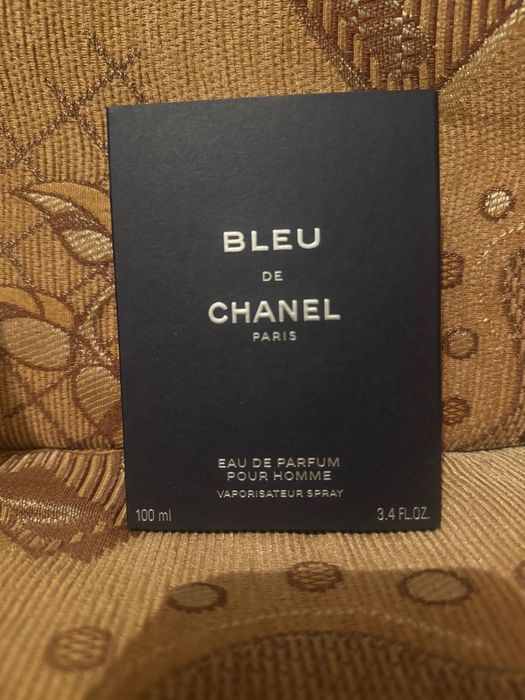 BLEU
DE
CHANEL
PARIS
EAU DE PARFUM
POUR HOMME
VAPORISATEUR SPRAY
100 ml 3.4 FL.OZ.